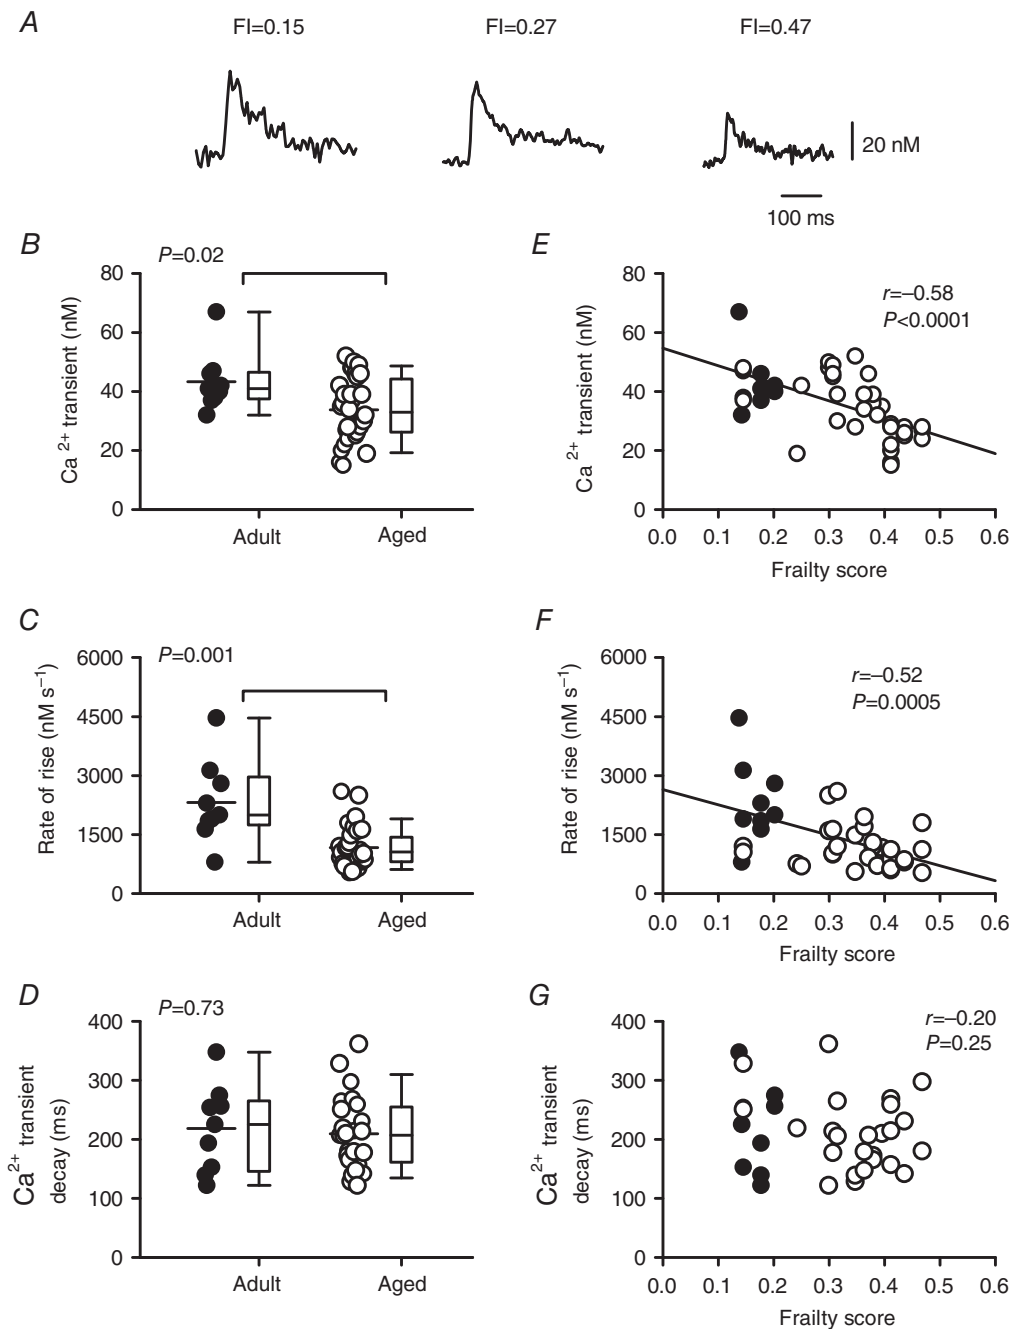 A
FI=0.15
FI=0.27
FI=0.47
20 nM
100 ms
B
P=0.02
Ca 2+ transient (nM)
80
60
40
20
0
Adult
Aged
E
r=–0.58
P<0.0001
Ca 2+ transient (nM)
80
60
40
20
0
0.0 0.1 0.2 0.3 0.4 0.5 0.6
Frailty score
C
P=0.001
Rate of rise (nM s−1)
6000
4500
3000
1500
0
Adult
Aged
F
r=–0.52
P=0.0005
Rate of rise (nM s−1)
6000
4500
3000
1500
0
0.0 0.1 0.2 0.3 0.4 0.5 0.6
Frailty score
D
P=0.73
Ca2+ transient
decay (ms)
400
300
200
100
0
Adult
Aged
G
r=–0.20
P=0.25
Ca2+ transient
decay (ms)
400
300
200
100
0
0.0 0.1 0.2 0.3 0.4 0.5 0.6
Frailty score